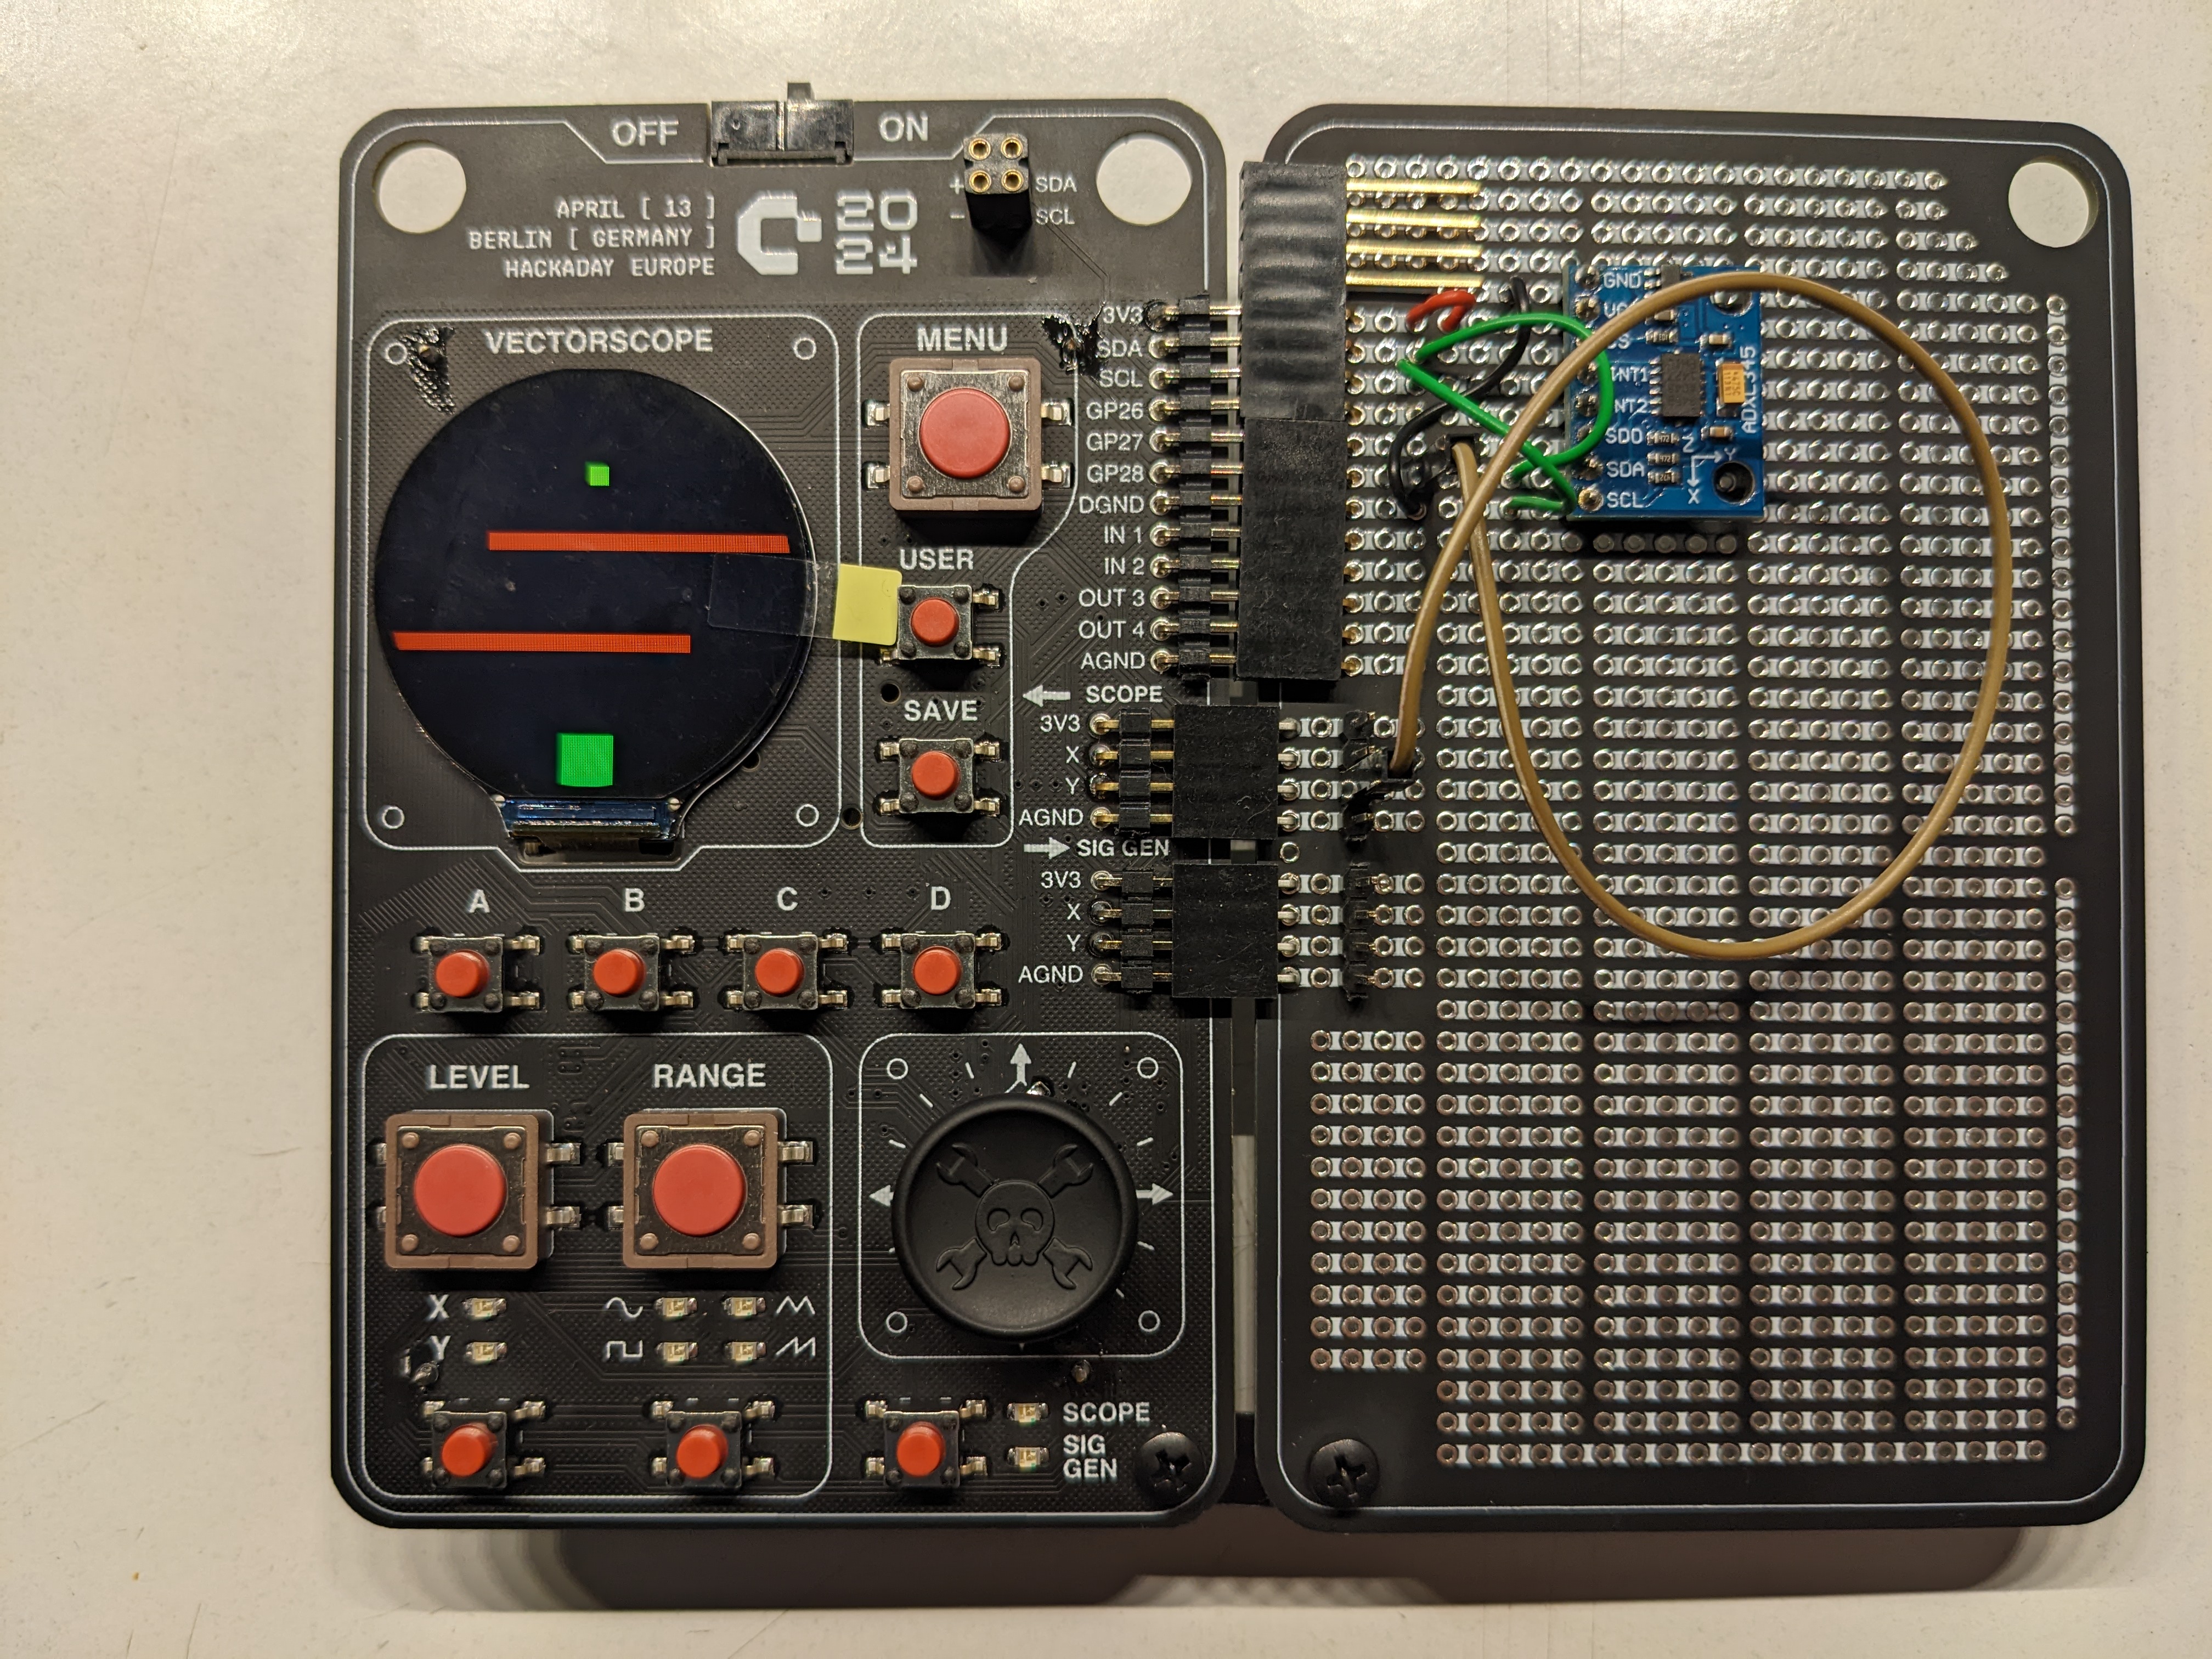 OFF
ON
APRIL [ 13 ]
BERLIN [ GERMANY ]
HACKADAY EUROPE
20
24
+
SDA
-
SCL
VECTORSCOPE
MENU
USER
SAVE
3V3
SDA
SCL
GP26
GP27
GP28
DGND
IN 1
IN 2
OUT 3
OUT 4
AGND
SCOPE
3V3
X
Y
AGND
SIG GEN
3V3
X
Y
AGND
A
B
C
D
LEVEL
RANGE
X
Y
SCOPE
SIG
GEN
GND
SDO
SDA
SCL
ADXL345
Z
Y
X